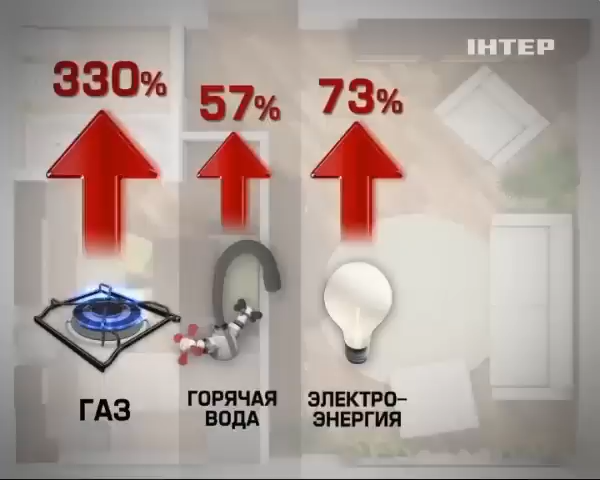 ІНТЕР
330%
57%
73%
ГАЗ
ГОРЯЧАЯ
ВОДА
ЭЛЕКТРО-
ЭНЕРГИЯ